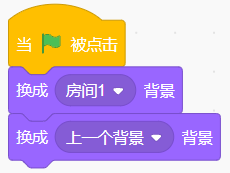 当 被点击
换成 房间1 背景
换成 上一个背景 背景